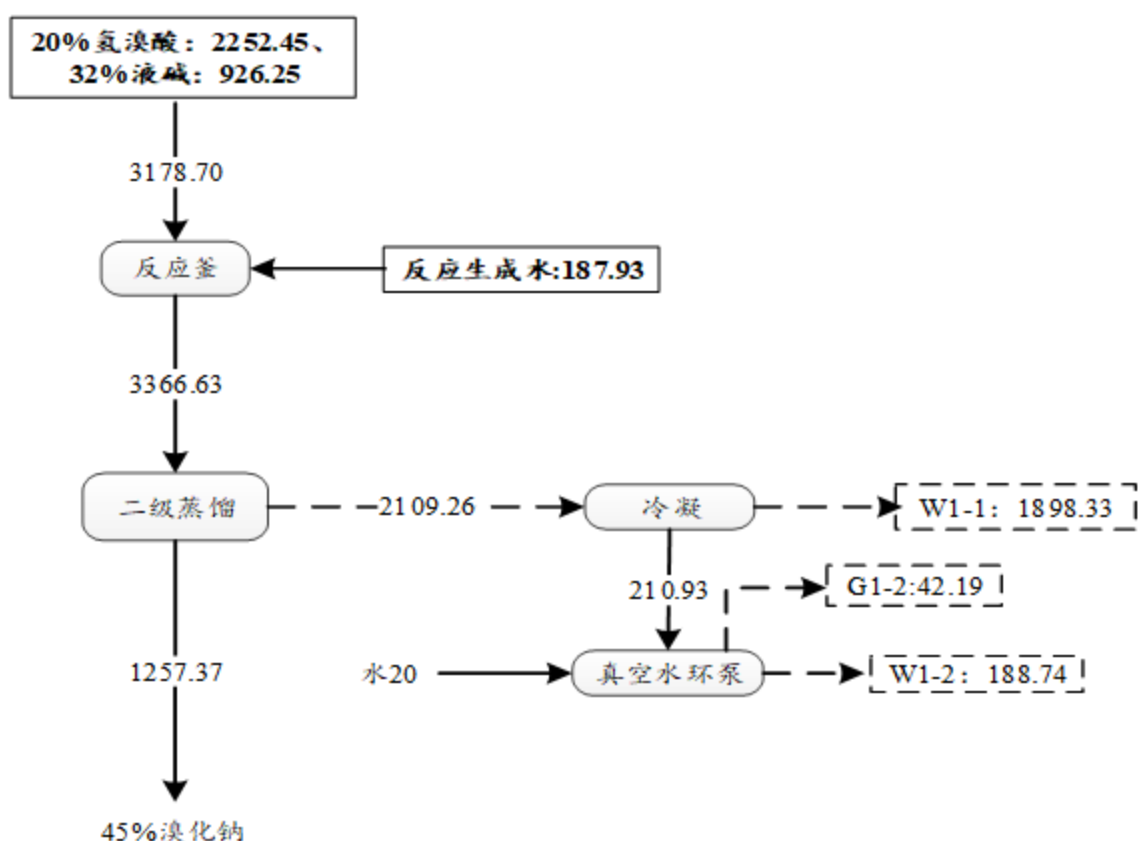 20%氢溴酸：2252.45、
32%液碱：926.25
3178.70
反应釜
反应生成水:187.93
3366.63
二级蒸馏
2109.26
冷凝
W1-1：1898.33
210.93
G1-2:42.19
1257.37
水20
真空水环泵
W1-2：188.74
45%溴化钠